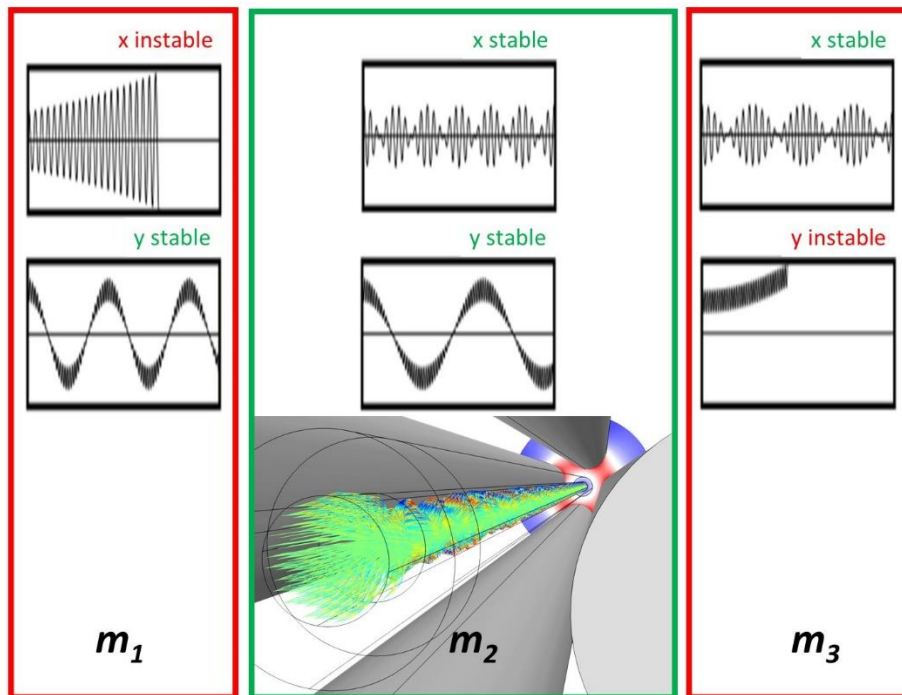 x instable
x stable
x stable
y stable
y stable
y instable
m1
m2
m3